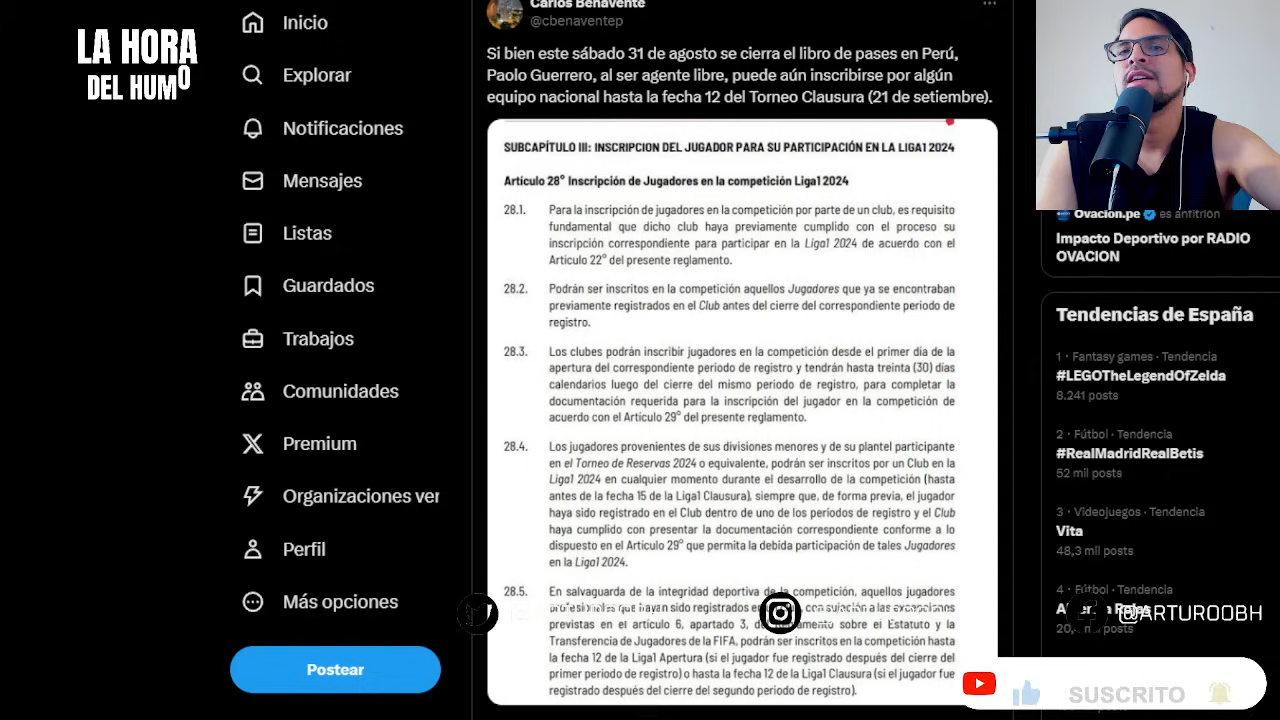 LA HORA
DEL HUMO
Inicio
Explorar
Notificaciones
Mensajes
Listas
Guardados
Trabajos
Comunidades
Premium
Organizaciones ver
Perfil
Más opciones
Postear
Carlos Benavente
@cbenaventep
Si bien este sábado 31 de agosto se cierra el libro de pases en Perú,
Paolo Guerrero, al ser agente libre, puede aún inscribirse por algún
equipo nacional hasta la fecha 12 del Torneo Clausura (21 de setiembre).
SUBCAPÍTULO III: INSCRIPCION DEL JUGADOR PARA SU PARTICIPACIÓN EN LA LIGA1 2024
Artículo 28° Inscripción de Jugadores en la competición Liga1 2024
28.1. Para la inscripción de jugadores en la competición por parte de un club, es requisito
fundamental que dicho club haya previamente cumplido con el proceso su
inscripción correspondiente para participar en la Liga1 2024 de acuerdo con el
Artículo 22° del presente reglamento.
28.2. Podrán ser inscritos en la competición aquellos Jugadores que ya se encontraban
previamente registrados en el Club antes del cierre del correspondiente periodo de
registro.
28.3. Los clubes podrán inscribir jugadores en la competición desde el primer día de la
apertura del correspondiente periodo de registro y tendrán hasta treinta (30) días
calendarios luego del cierre del mismo periodo de registro, para completar la
documentación requerida para la inscripción del jugador en la competición de
acuerdo con el Artículo 29° del presente reglamento.
28.4. Los jugadores provenientes de sus divisiones menores y de su plantel participante
en el Torneo de Reservas 2024 o equivalente, podrán ser inscritos por un Club en la
Liga1 2024 en cualquier momento durante el desarrollo de la competición (hasta
antes de la fecha 15 de la Liga1 Clausura), siempre que, de forma previa, el jugador
haya sido registrado en el Club dentro de uno de los periodos de registro y el Club
haya cumplido con presentar la documentación correspondiente conforme a lo
dispuesto en el Artículo 29° que permita la debida participación de tales Jugadores
en la Liga1 2024.
28.5. En salvaguarda de la integridad deportiva de la competición, aquellos jugadores
sido registrados
previstas en el artículo 6, apartado 3, sobre el Estatuto y la
Transferencia de Jugadores de la FIFA, podrán ser inscritos en la competición hasta
la fecha 12 de la Liga1 Apertura (si el jugador fue registrado después del cierre del
primer periodo de registro) o hasta la fecha 12 de la Liga1 Clausura (si el jugador fue
registrado después del cierre del segundo periodo de registro).
Ovacion.pe es anfitrión
Impacto Deportivo por RADIO
OVACION
Tendencias de España
1 · Fantasy games · Tendencia
#LEGOTheLegendOfZelda
8.241 posts
2 · Fútbol · Tendencia
#RealMadridRealBetis
52 mil posts
3 · Videojuegos · Tendencia
Vita
48,3 mil posts
4 · Fútbol · Tendencia
@ARTUROOBH
SUSCRITO